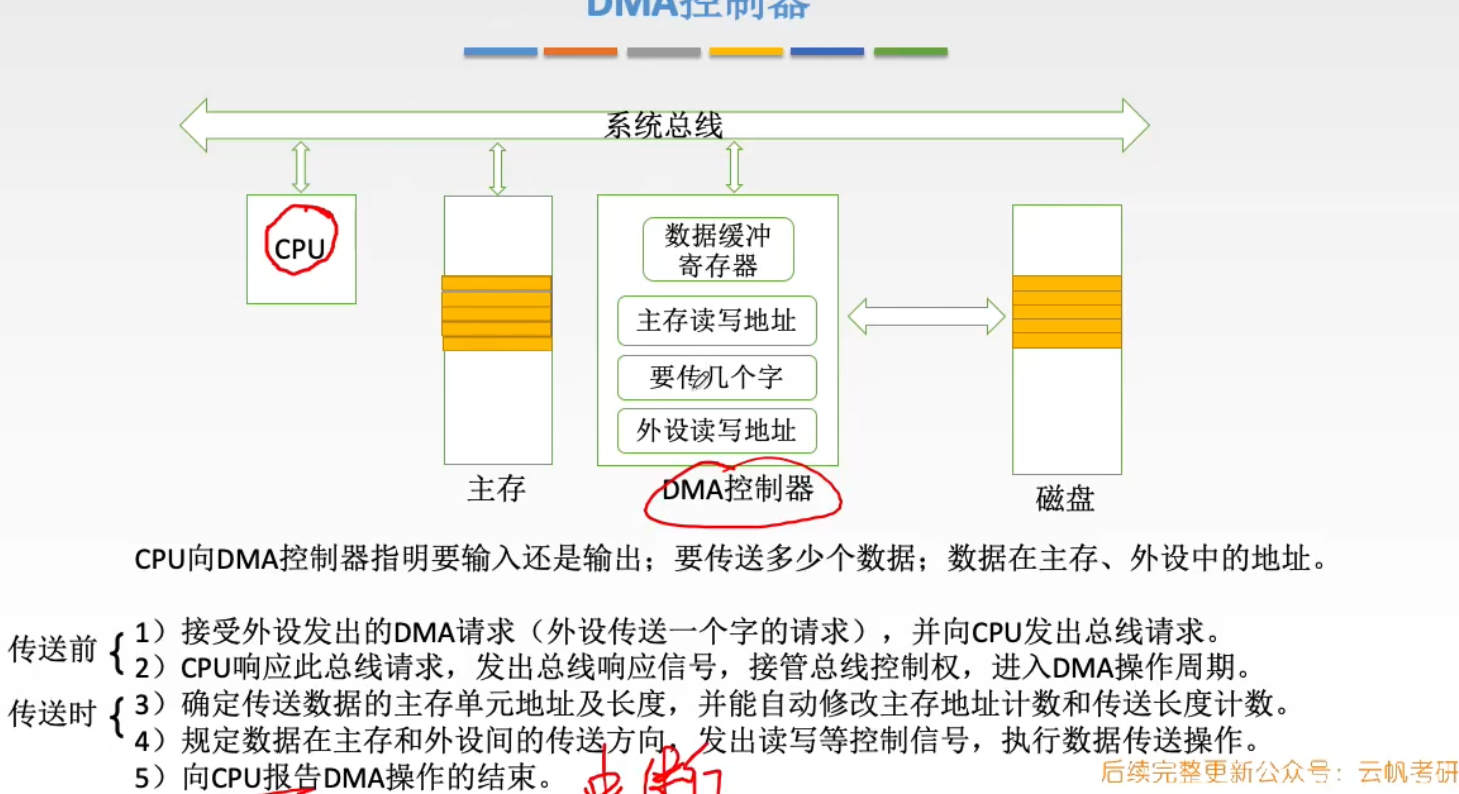 DMA控制器
系统总线
CPU
数据缓冲
寄存器
主存读写地址
要传几个字
外设读写地址
主存
DMA控制器
磁盘
CPU向DMA控制器指明要输入还是输出；要传送多少个数据；数据在主存、外设中的地址。
传送前
1）接受外设发出的DMA请求（外设传送一个字的请求），并向CPU发出总线请求。
2）CPU响应此总线请求，发出总线响应信号，接管总线控制权，进入DMA操作周期。
传送时
3）确定传送数据的主存单元地址及长度，并能自动修改主存地址计数和传送长度计数。
4）规定数据在主存和外设间的传送方向，发出读写等控制信号，执行数据传送操作。
5）向CPU报告DMA操作的结束。 中断
后续完整更新公众号：云帆考研